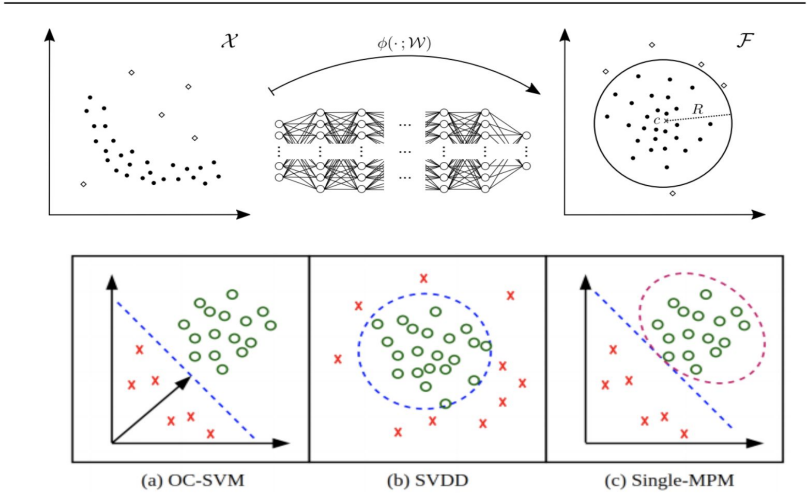 𝒳
ϕ(· ; 𝒲)
ℱ
R
c
(a) OC-SVM
(b) SVDD
(c) Single-MPM